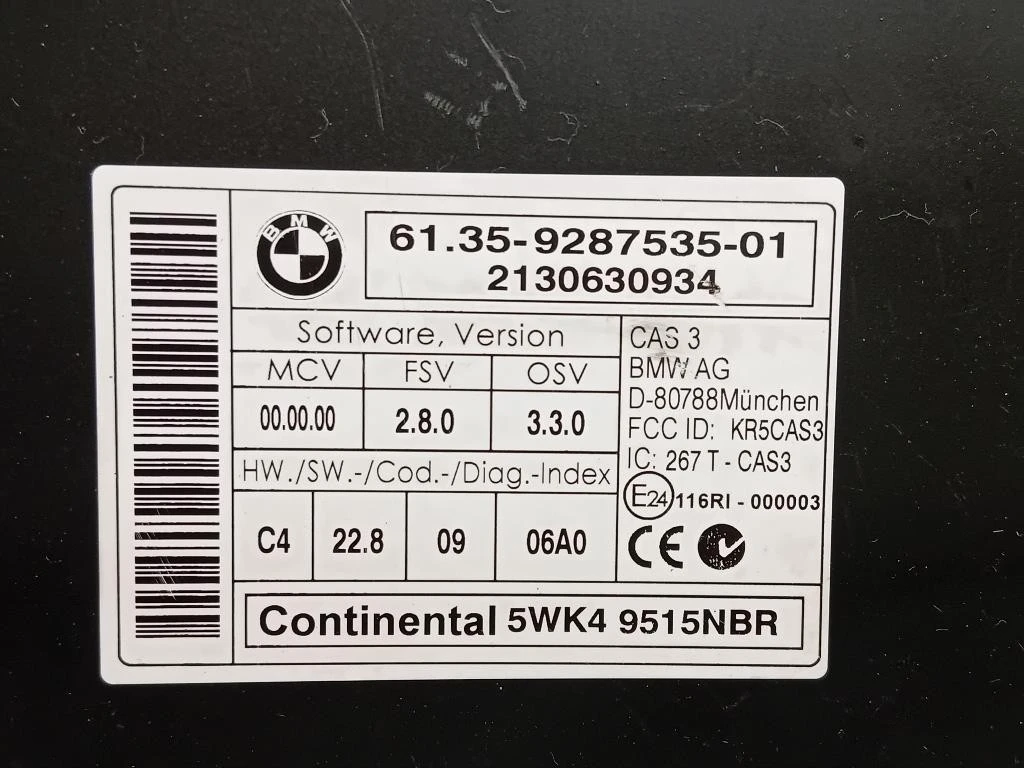 BMW
61.35-9287535-01
2130630934
Software, Version
MCV FSV OSV
00.00.00 2.8.0 3.3.0
HW./SW.-/Cod.-/Diag.-Index
C4 22.8 09 06A0
CAS 3
BMW AG
D-80788München
FCC ID: KR5CAS3
IC: 267 T - CAS3
E24 116RI - 000003
CE
Continental 5WK4 9515NBR